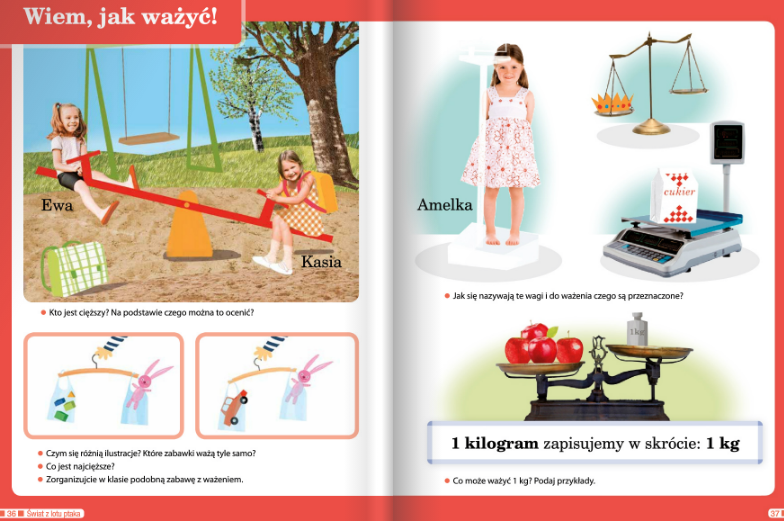 Wiem, jak ważyć!
Ewa
Kasia
Kto jest cięższy? Na podstawie czego można to ocenić?
Czym się różnią ilustracje? Które zabawki ważą tyle samo?
Co jest najcięższe?
Zorganizujcie w klasie podobną zabawę z ważeniem.
36 Świat z lotu ptaka
Amelka
cukier
Jak się nazywają te wagi i do ważenia czego są przeznaczone?
1 kg
1 kilogram zapisujemy w skrócie: 1 kg
Co może ważyć 1 kg? Podaj przykłady.
37